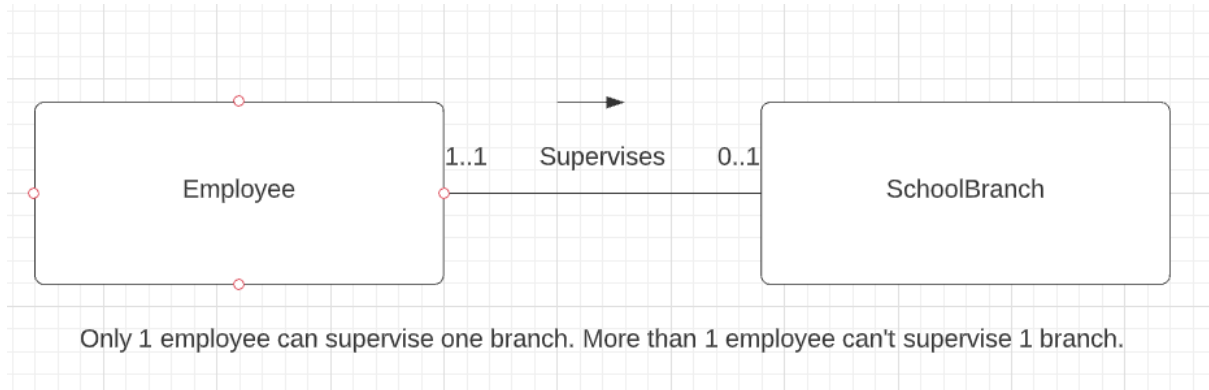 1..1 Supervises 0..1
Employee SchoolBranch
Only 1 employee can supervise one branch. More than 1 employee can't supervise 1 branch.